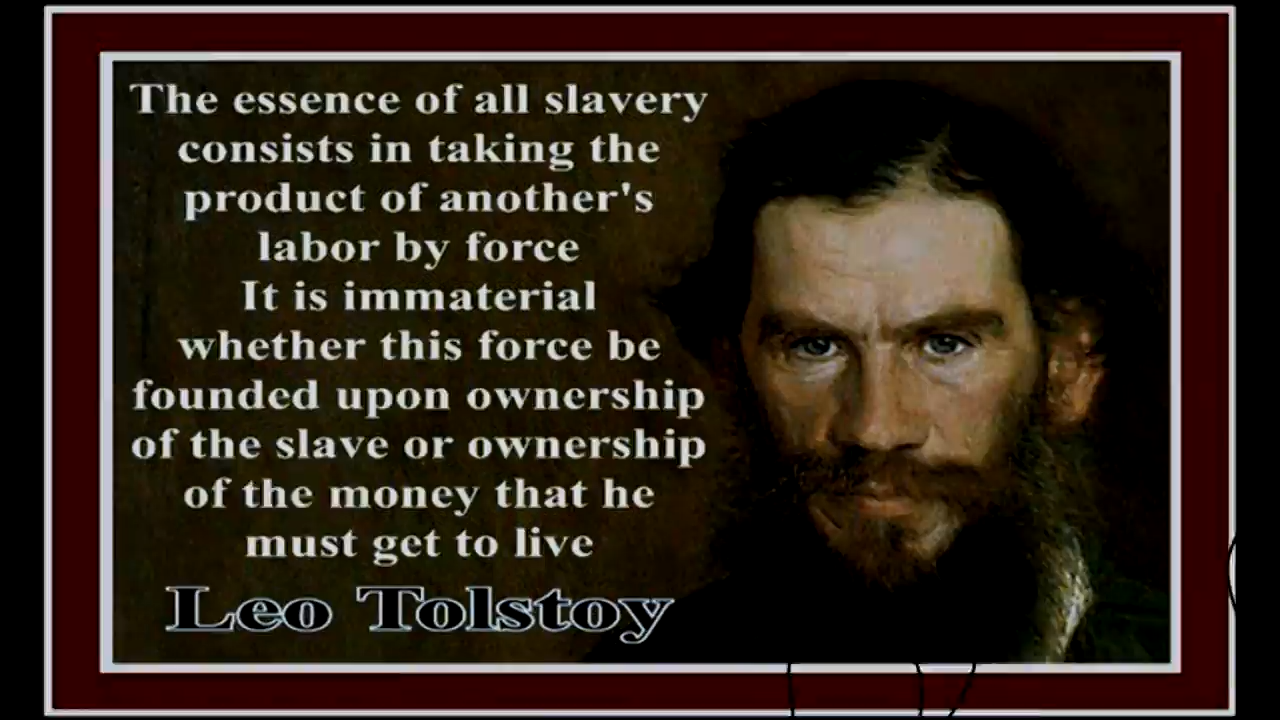 The essence of all slavery
consists in taking the
product of another's
labor by force
It is immaterial
whether this force be
founded upon ownership
of the slave or ownership
of the money that he
must get to live
Leo Tolstoy